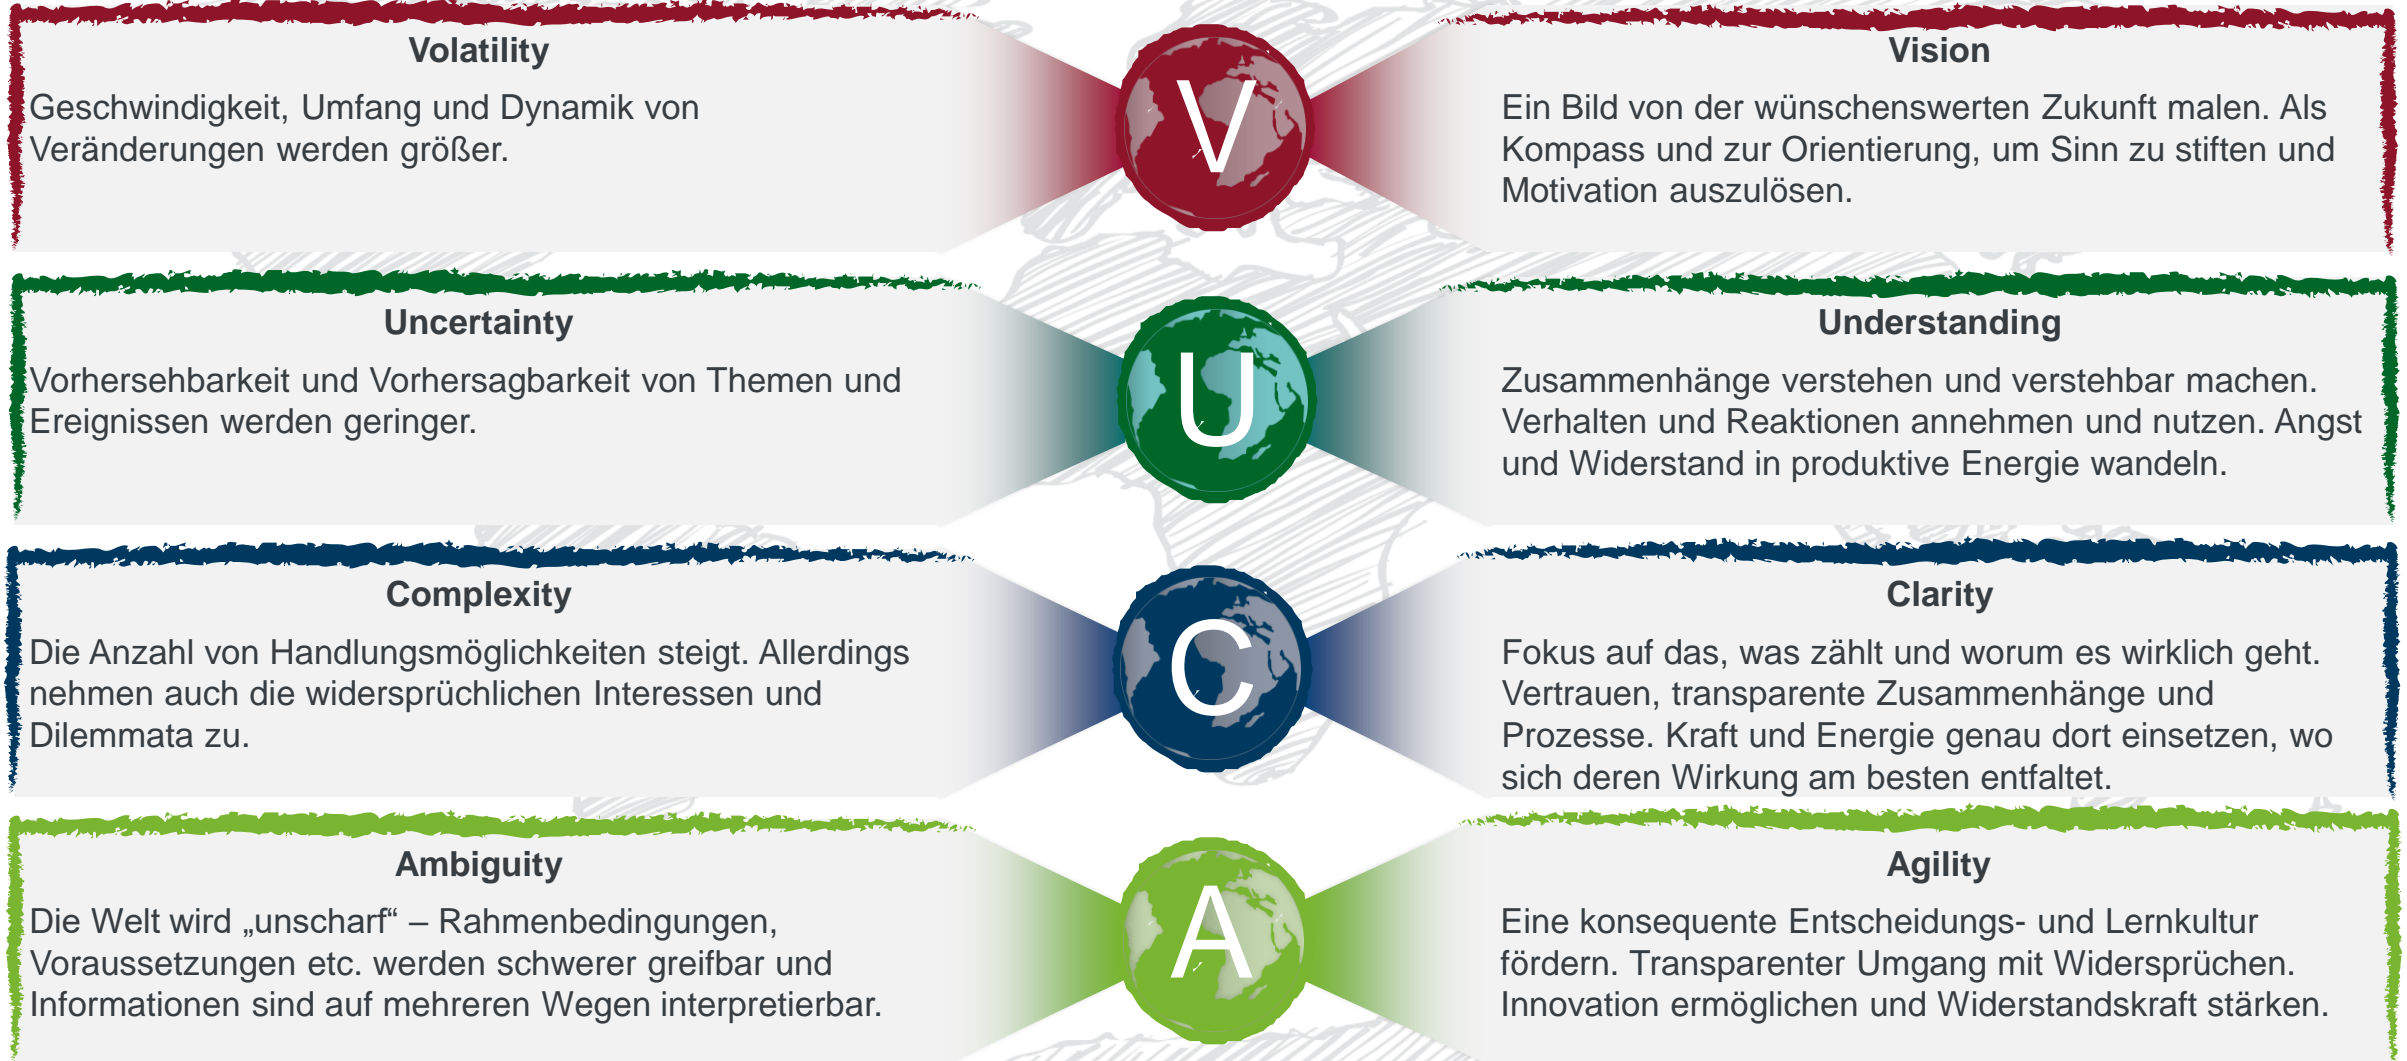 Volatility
Geschwindigkeit, Umfang und Dynamik von
Veränderungen werden größer.
V
Vision
Ein Bild von der wünschenswerten Zukunft malen. Als
Kompass und zur Orientierung, um Sinn zu stiften und
Motivation auszulösen.
Uncertainty
Vorhersehbarkeit und Vorhersagbarkeit von Themen und
Ereignissen werden geringer.
U
Understanding
Zusammenhänge verstehen und verstehbar machen.
Verhalten und Reaktionen annehmen und nutzen. Angst
und Widerstand in produktive Energie wandeln.
Complexity
Die Anzahl von Handlungsmöglichkeiten steigt. Allerdings
nehmen auch die widersprüchlichen Interessen und
Dilemmata zu.
C
Clarity
Fokus auf das, was zählt und worum es wirklich geht.
Vertrauen, transparente Zusammenhänge und
Prozesse. Kraft und Energie genau dort einsetzen, wo
sich deren Wirkung am besten entfaltet.
Ambiguity
Die Welt wird „unscharf“ – Rahmenbedingungen,
Voraussetzungen etc. werden schwerer greifbar und
Informationen sind auf mehreren Wegen interpretierbar.
A
Agility
Eine konsequente Entscheidungs- und Lernkultur
fördern. Transparenter Umgang mit Widersprüchen.
Innovation ermöglichen und Widerstandskraft stärken.